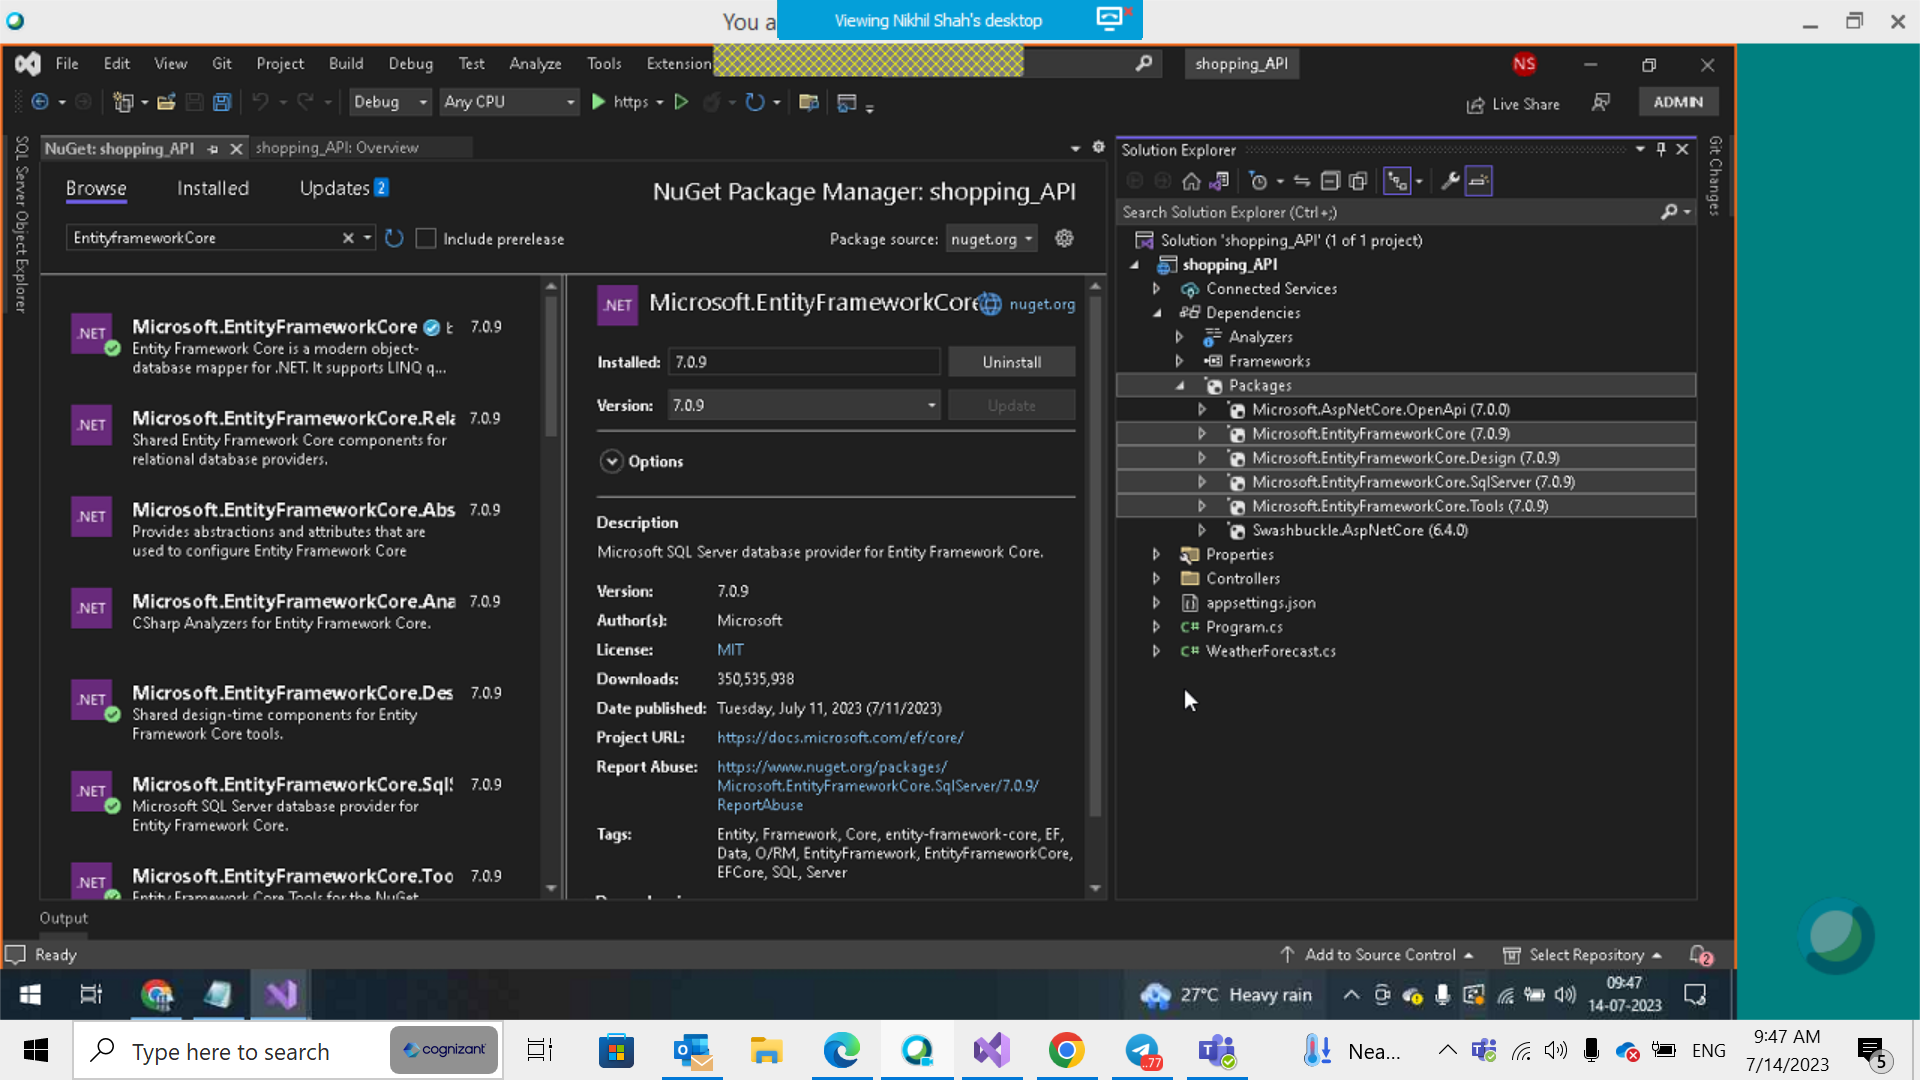 You a
Viewing Nikhil Shah's desktop
File Edit View Git Project Build Debug Test Analyze Tools Extension
shopping_API
NS
Debug
Any CPU
https
Live Share
ADMIN
SQL Server Object Explorer
NuGet: shopping_API
shopping_API: Overview
Browse
Installed
Updates 2
NuGet Package Manager: shopping_API
EntityframeworkCore
Include prerelease
Package source: nuget.org
.NET
Microsoft.EntityFrameworkCore
7.0.9
Entity Framework Core is a modern object-
database mapper for .NET. It supports LINQ q...
.NET
Microsoft.EntityFrameworkCore.Rela
7.0.9
Shared Entity Framework Core components for
relational database providers.
.NET
Microsoft.EntityFrameworkCore.Abs
7.0.9
Provides abstractions and attributes that are
used to configure Entity Framework Core
.NET
Microsoft.EntityFrameworkCore.Ana
7.0.9
CSharp Analyzers for Entity Framework Core.
.NET
Microsoft.EntityFrameworkCore.Des
7.0.9
Shared design-time components for Entity
Framework Core tools.
.NET
Microsoft.EntityFrameworkCore.SqlS
7.0.9
Microsoft SQL Server database provider for
Entity Framework Core.
.NET
Microsoft.EntityFrameworkCore.Too
7.0.9
Entity Framework Core Tools for the NuGet
.NET
Microsoft.EntityFrameworkCore
nuget.org
Installed: 7.0.9
Uninstall
Version: 7.0.9
Update
Options
Description
Microsoft SQL Server database provider for Entity Framework Core.
Version: 7.0.9
Author(s): Microsoft
License: MIT
Downloads: 350,535,938
Date published: Tuesday, July 11, 2023 (7/11/2023)
Project URL: https://docs.microsoft.com/ef/core/
Report Abuse: https://www.nuget.org/packages/
Microsoft.EntityFrameworkCore.SqlServer/7.0.9/
ReportAbuse
Tags: Entity, Framework, Core, entity-framework-core, EF,
Data, O/RM, EntityFramework, EntityFrameworkCore,
EFCore, SQL, Server
Solution Explorer
Search Solution Explorer (Ctrl+;)
Solution 'shopping_API' (1 of 1 project)
shopping_API
Connected Services
Dependencies
Analyzers
Frameworks
Packages
Microsoft.AspNetCore.OpenApi (7.0.0)
Microsoft.EntityFrameworkCore (7.0.9)
Microsoft.EntityFrameworkCore.Design (7.0.9)
Microsoft.EntityFrameworkCore.SqlServer (7.0.9)
Microsoft.EntityFrameworkCore.Tools (7.0.9)
Swashbuckle.AspNetCore (6.4.0)
Properties
Controllers
appsettings.json
C# Program.cs
C# WeatherForecast.cs
Git Changes
Output
Ready
Add to Source Control
Select Repository
2
27°C Heavy rain
09:47
14-07-2023
Type here to search
cognizant
77
Nea...
ENG
9:47 AM
7/14/2023
5